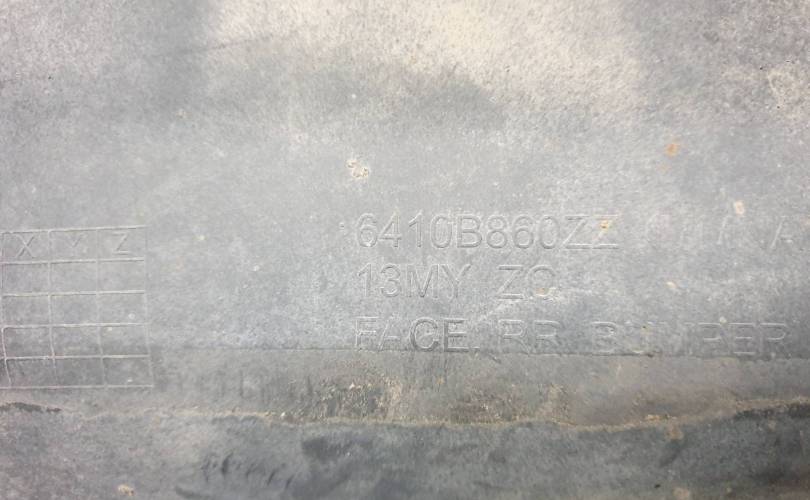 X Y Z
6410B860ZZ
13MY ZC
FACE, RR BUMPER